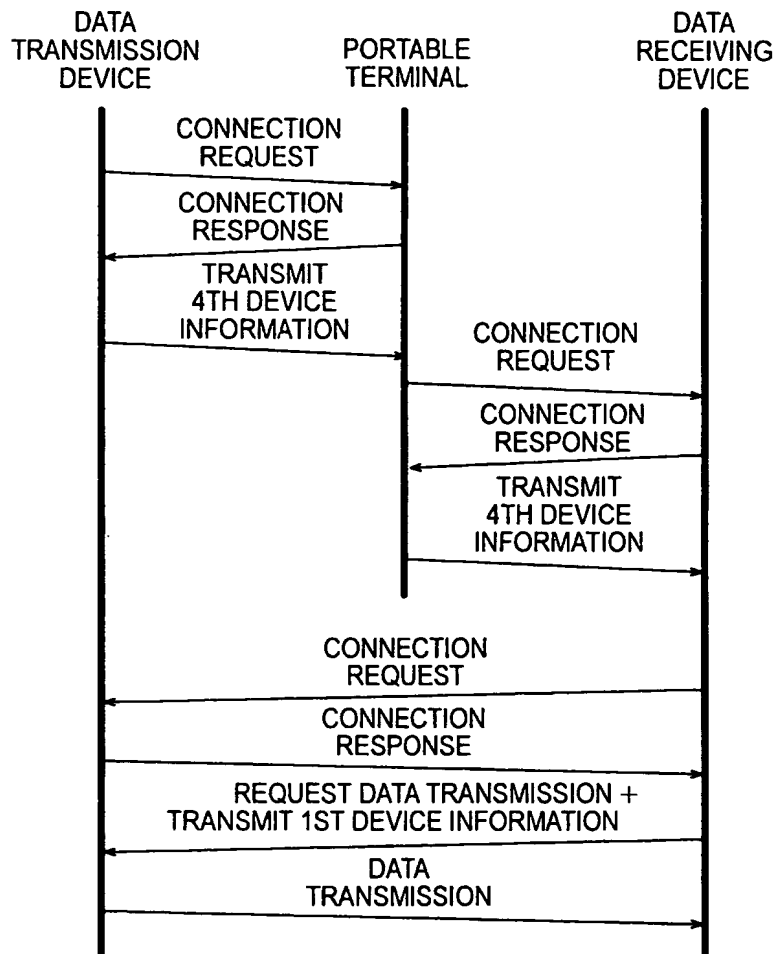 DATA
TRANSMISSION
DEVICE
PORTABLE
TERMINAL
DATA
RECEIVING
DEVICE
CONNECTION
REQUEST
CONNECTION
RESPONSE
TRANSMIT
4TH DEVICE
INFORMATION
CONNECTION
REQUEST
CONNECTION
RESPONSE
TRANSMIT
4TH DEVICE
INFORMATION
CONNECTION
REQUEST
CONNECTION
RESPONSE
REQUEST DATA TRANSMISSION +
TRANSMIT 1ST DEVICE INFORMATION
DATA
TRANSMISSION